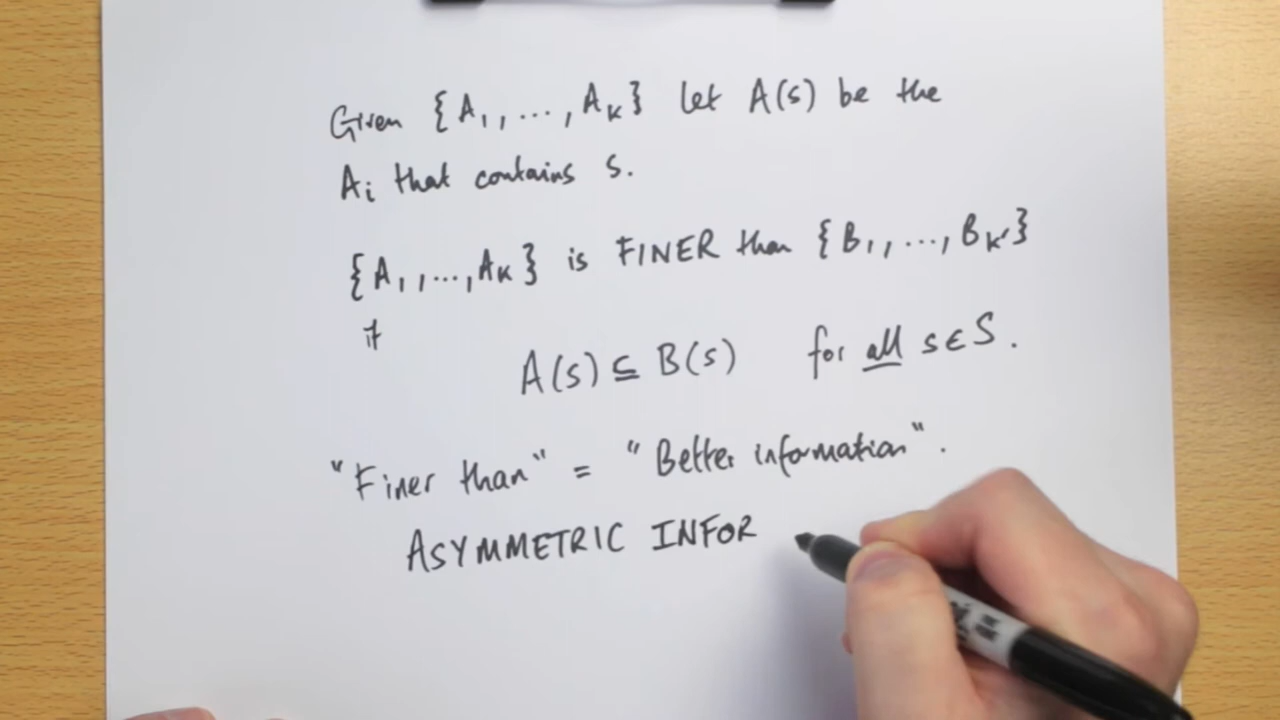 Given {A₁, ..., Aₖ} let A(s) be the
Aᵢ that contains s.
{A₁, ..., Aₖ} is FINER than {B₁, ..., Bₖ′}
if
A(s) ⊆ B(s) for all s ∈ S.
"Finer than" = "Better information".
ASYMMETRIC INFOR